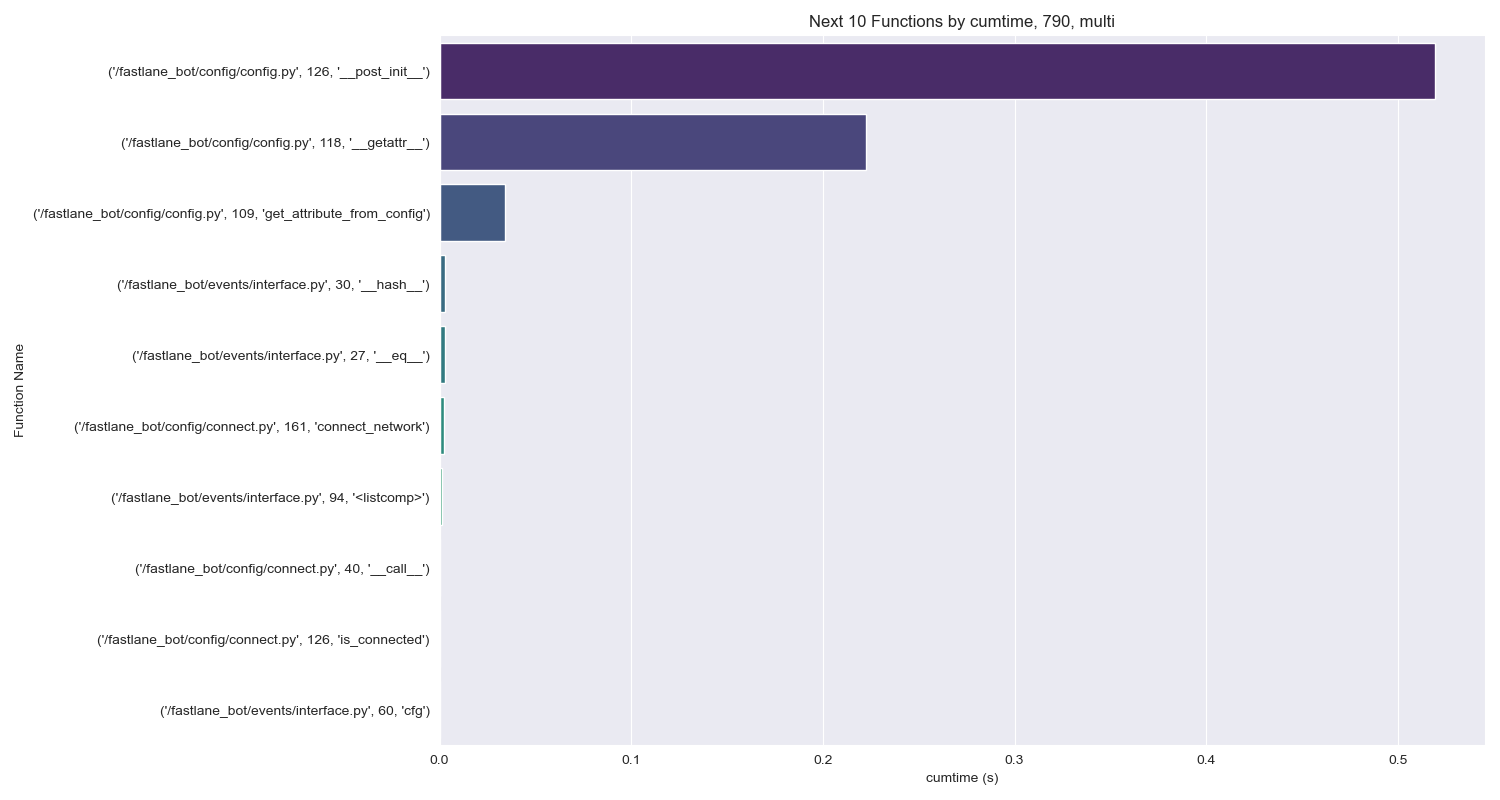 Next 10 Functions by cumtime, 790, multi
('/fastlane_bot/config/config.py', 126, '__post_init__')
('/fastlane_bot/config/config.py', 118, '__getattr__')
('/fastlane_bot/config/config.py', 109, 'get_attribute_from_config')
('/fastlane_bot/events/interface.py', 30, '__hash__')
('/fastlane_bot/events/interface.py', 27, '__eq__')
('/fastlane_bot/config/connect.py', 161, 'connect_network')
('/fastlane_bot/events/interface.py', 94, '<listcomp>')
('/fastlane_bot/config/connect.py', 40, '__call__')
('/fastlane_bot/config/connect.py', 126, 'is_connected')
('/fastlane_bot/events/interface.py', 60, 'cfg')
Function Name
0.0 0.1 0.2 0.3 0.4 0.5
cumtime (s)